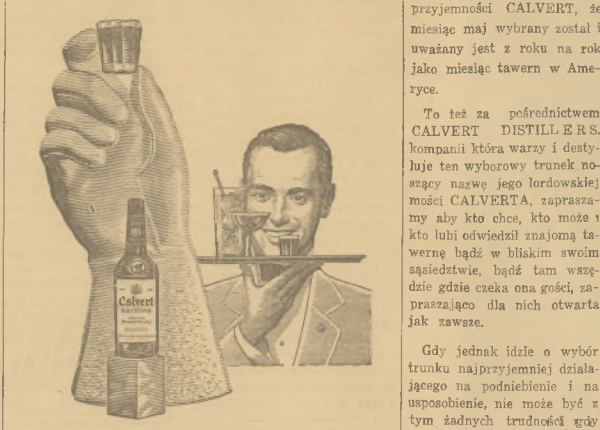 przyjemności CALVERT, że
miesiąc maj wybrany został i
uważany jest z roku na rok
jako miesiąc tawern w Ame-
ryce.
To też za pośrednictwem
CALVERT DISTILLERS.
kompanii która warzy i desty-
luje ten wyborowy trunek no-
szący nazwę jego lordowskiej
mości CALVERTA, zaprasza-
my aby kto chce, kto może i
kto lubi odwiedził znajomą ta-
wernę bądź w bliskim swoim
sąsiedztwie, bądź tam wszę-
dzie gdzie czeka ona gości, za-
praszająco dla nich otwarta
jak zawsze.
Gdy jednak idzie o wybór
trunku najprzyjemniej działa-
jącego na podniebienie i na
usposobienie, nie może być z
tym żadnych trudności gdy
Calvert